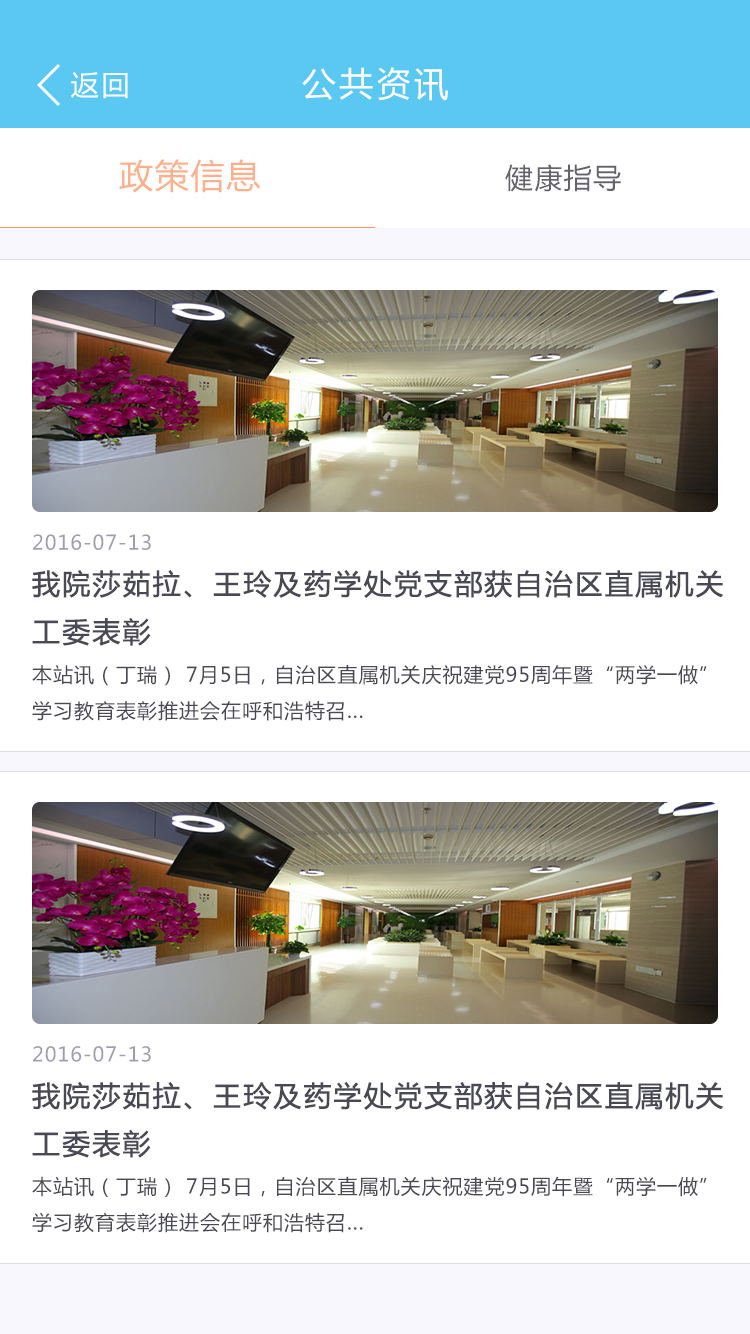 返回
公共资讯
政策信息
健康指导
2016-07-13
我院莎茹拉、王玲及药学处党支部获自治区直属机关
工委表彰
本站讯（丁瑞） 7月5日，自治区直属机关庆祝建党95周年暨“两学一做”
学习教育表彰推进会在呼和浩特召...
2016-07-13
我院莎茹拉、王玲及药学处党支部获自治区直属机关
工委表彰
本站讯（丁瑞） 7月5日，自治区直属机关庆祝建党95周年暨“两学一做”
学习教育表彰推进会在呼和浩特召...